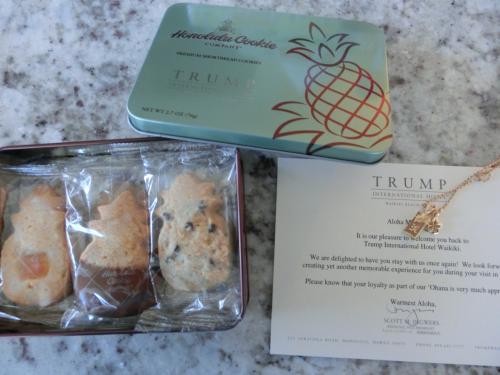 Honolulu Cookie
COMPANY
PREMIUM SHORTBREAD COOKIES
TRUMP
NET WT. 2.7 OZ
TRUMP
INTERNATIONAL
Aloha
It is our pleasure to welcome you back to
Trump International Hotel Waikiki.
We are delighted to have you stay with us once again! We look
creating yet another memorable experience for you during your visit in
Please know that your loyalty as part of our 'Ohana is very much
Warmest Aloha,